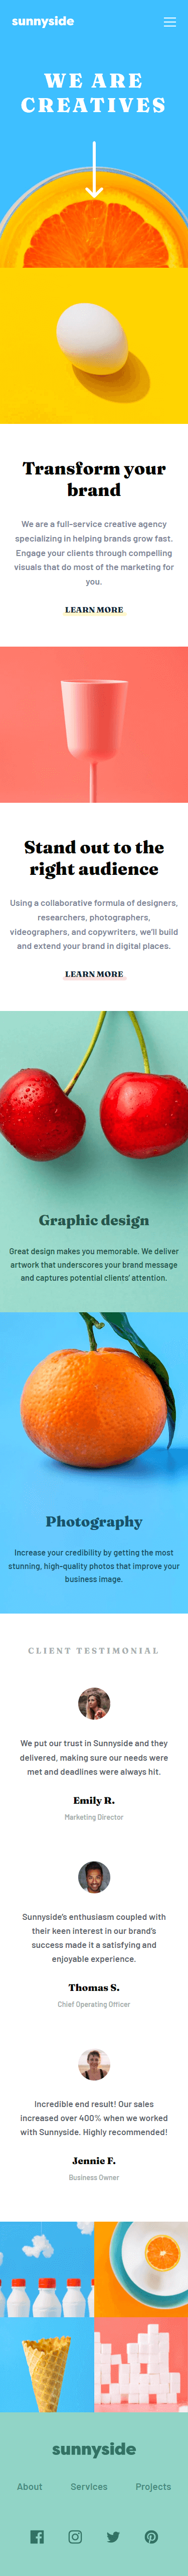 sunnyside
WE ARE
CREATIVES
Transform your
brand
We are a full-service creative agency
specializing in helping brands grow fast.
Engage your clients through compelling
visuals that do most of the marketing for
you.
LEARN MORE
Stand out to the
right audience
Using a collaborative formula of designers,
researchers, photographers,
videographers, and copywriters, we'll build
and extend your brand in digital places.
LEARN MORE
Graphic design
Great design makes you memorable. We deliver
artwork that underscores your brand message
and captures potential clients' attention.
Photography
Increase your credibility by getting the most
stunning, high-quality photos that improve your
business image.
CLIENT TESTIMONIAL
We put our trust in Sunnyside and they
delivered, making sure our needs were
met and deadlines were always hit.
Emily R.
Marketing Director
Sunnyside's enthusiasm coupled with
their keen interest in our brand's
success made it a satisfying and
enjoyable experience.
Thomas S.
Chief Operating Officer
Incredible end result! Our sales
increased over 400% when we worked
with Sunnyside. Highly recommended!
Jennie F.
Business Owner
sunnyside
About Services Projects